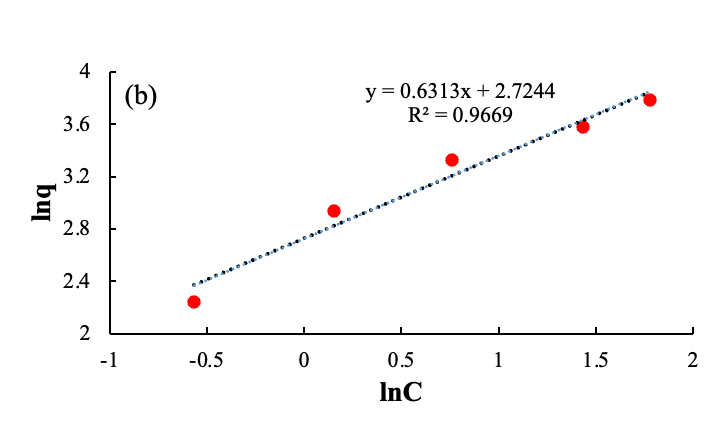 (b)
y = 0.6313x + 2.7244
R² = 0.9669
lnq
4
3.6
3.2
2.8
2.4
2
-1 -0.5 0 0.5 1 1.5 2
lnC